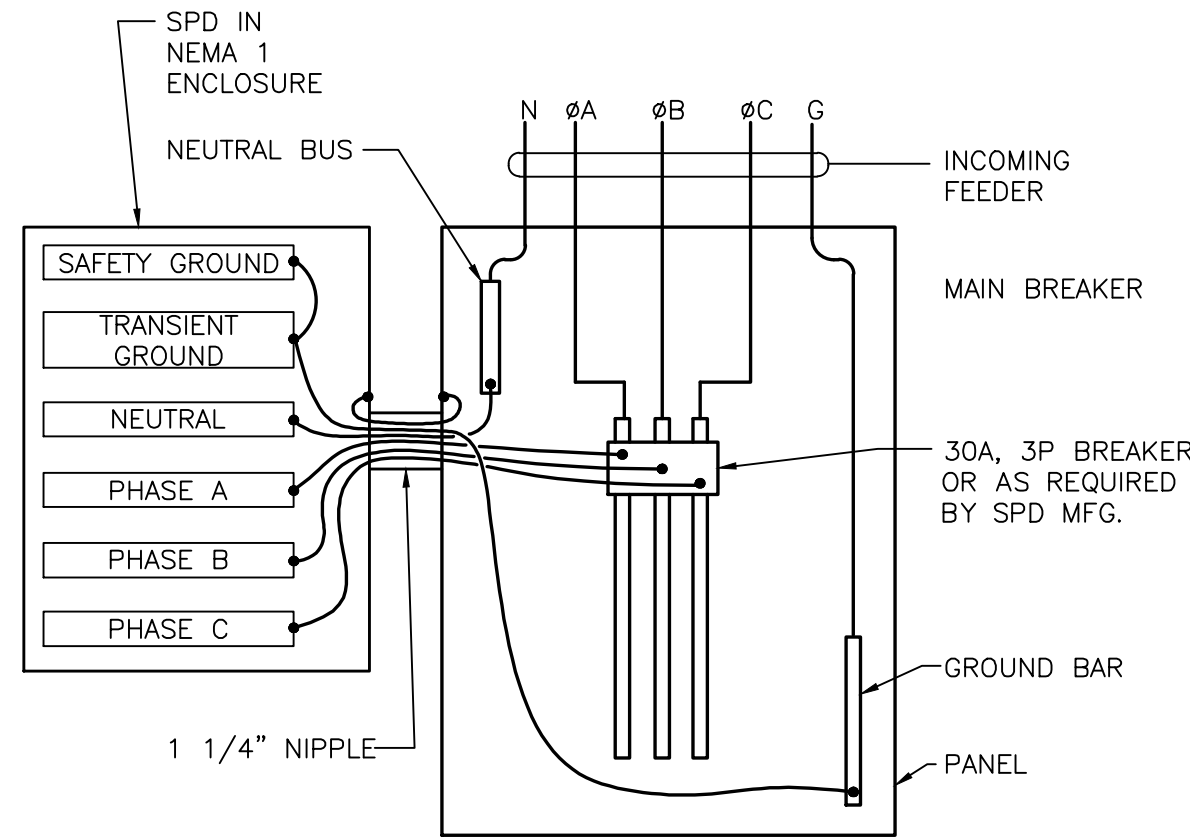 SPD IN
NEMA 1
ENCLOSURE
NEUTRAL BUS
N øA øB øC G
INCOMING
FEEDER
SAFETY GROUND
TRANSIENT
GROUND
NEUTRAL
PHASE A
PHASE B
PHASE C
MAIN BREAKER
30A, 3P BREAKER
OR AS REQUIRED
BY SPD MFG.
GROUND BAR
1 1/4" NIPPLE
PANEL